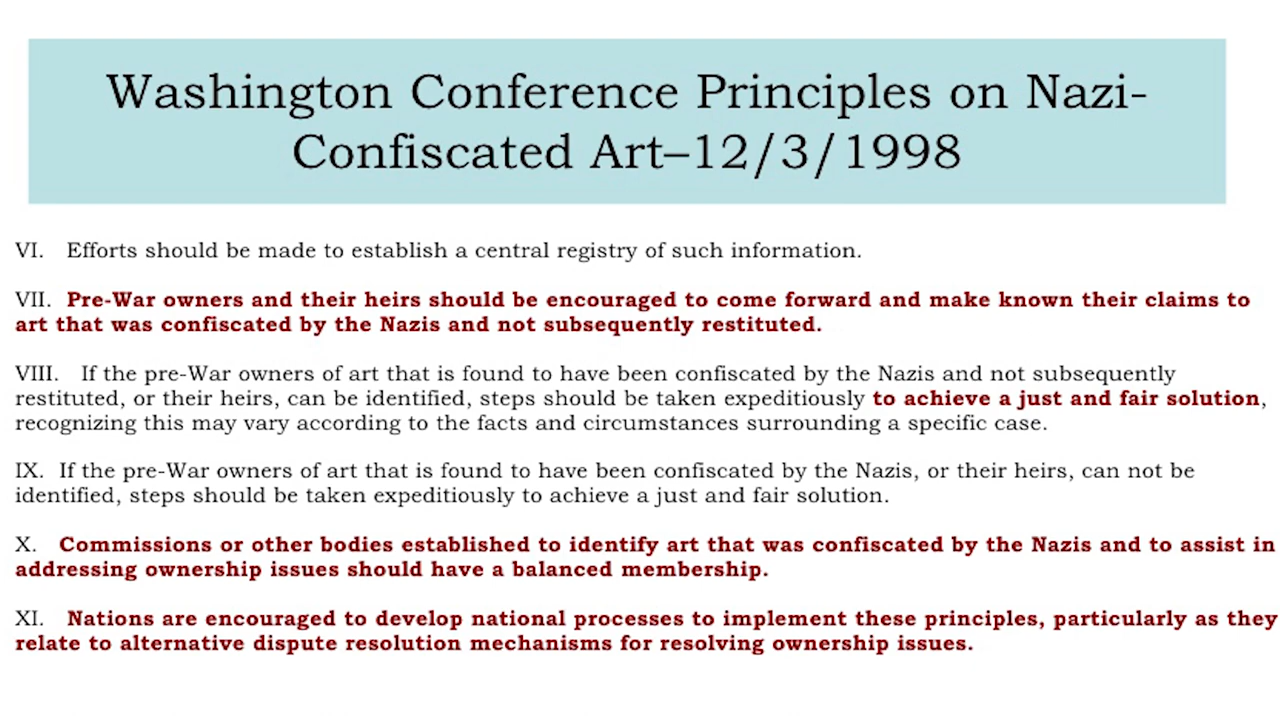 Washington Conference Principles on Nazi-
Confiscated Art–12/3/1998
VI. Efforts should be made to establish a central registry of such information.
VII. Pre-War owners and their heirs should be encouraged to come forward and make known their claims to
art that was confiscated by the Nazis and not subsequently restituted.
VIII. If the pre-War owners of art that is found to have been confiscated by the Nazis and not subsequently
restituted, or their heirs, can be identified, steps should be taken expeditiously to achieve a just and fair solution,
recognizing this may vary according to the facts and circumstances surrounding a specific case.
IX. If the pre-War owners of art that is found to have been confiscated by the Nazis, or their heirs, can not be
identified, steps should be taken expeditiously to achieve a just and fair solution.
X. Commissions or other bodies established to identify art that was confiscated by the Nazis and to assist in
addressing ownership issues should have a balanced membership.
XI. Nations are encouraged to develop national processes to implement these principles, particularly as they
relate to alternative dispute resolution mechanisms for resolving ownership issues.